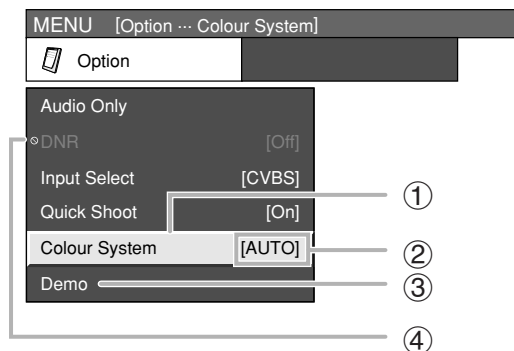 MENU [Option ··· Colour System]
Option
Audio Only
DNR [Off]
Input Select [CVBS]
Quick Shoot [On]
①
Colour System [AUTO]
②
Demo
③
④